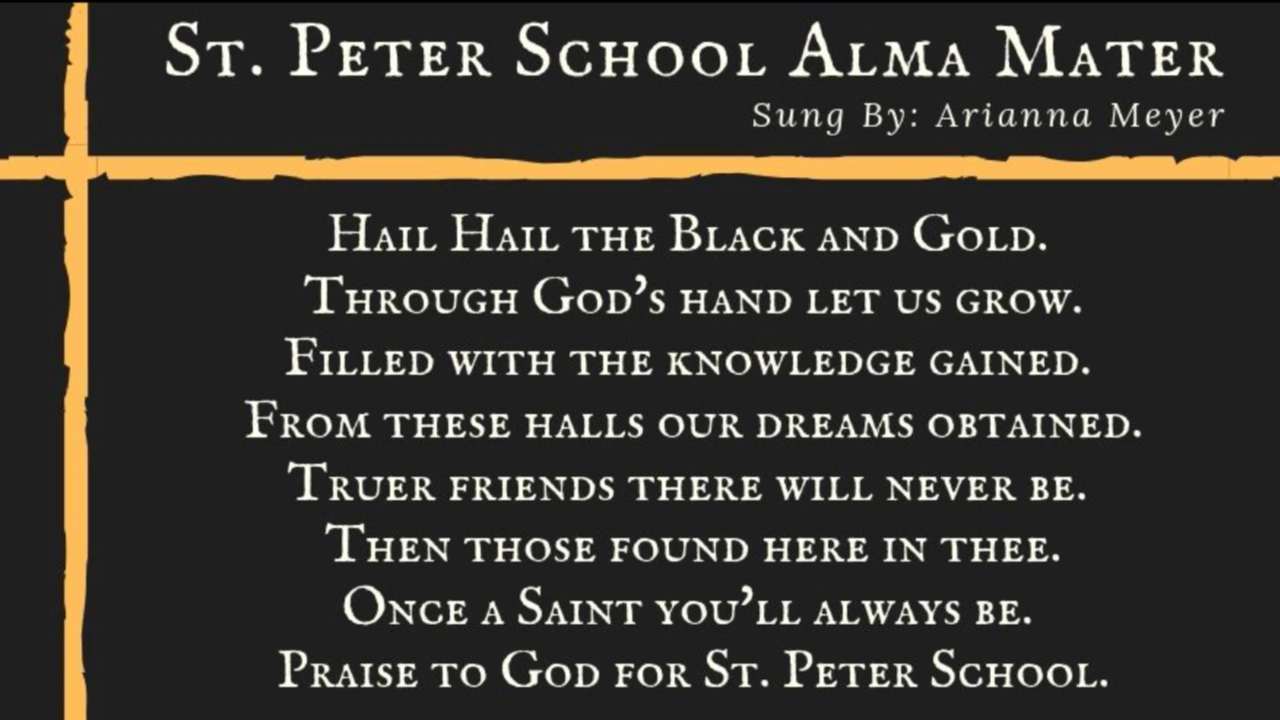 St. Peter School Alma Mater
Sung By: Arianna Meyer
Hail Hail the Black and Gold.
Through God's hand let us grow.
Filled with the knowledge gained.
From these halls our dreams obtained.
Truer friends there will never be.
Then those found here in thee.
Once a Saint you'll always be.
Praise to God for St. Peter School.